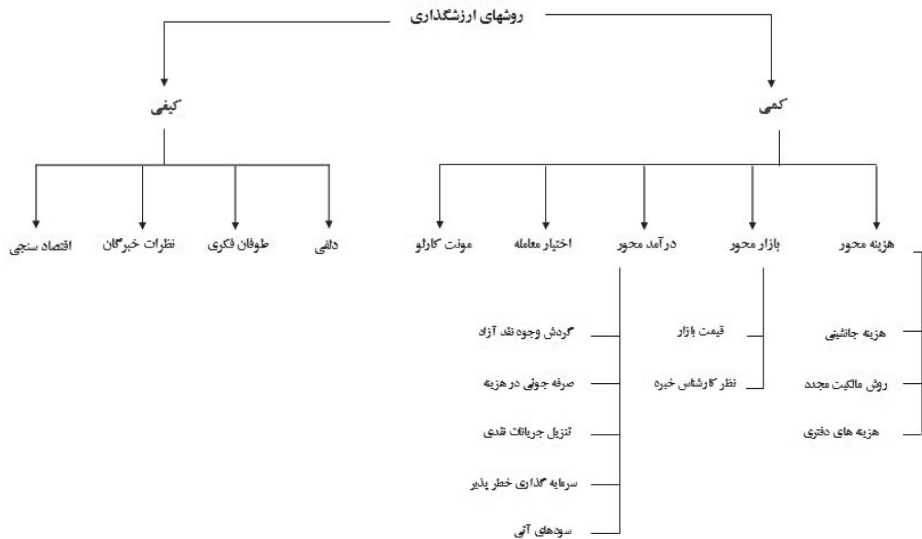 روشهای ارزشگذاری
کمی
کیفی
هزینه محور
بازار محور
درآمد محور
اختیار معامله
مونت کارلو
دلفی
طوفان فکری
نظرات خبرگان
اقتصاد سنجی
هزینه جانشینی
روش مالکیت مجدد
هزینه های دفتری
قیمت بازار
نظر کارشناس خبره
گردش وجوه نقد آزاد
صرفه جوئی در هزینه
تنزیل جریانات نقدی
سرمایه گذاری خطر پذیر
سودهای آتی